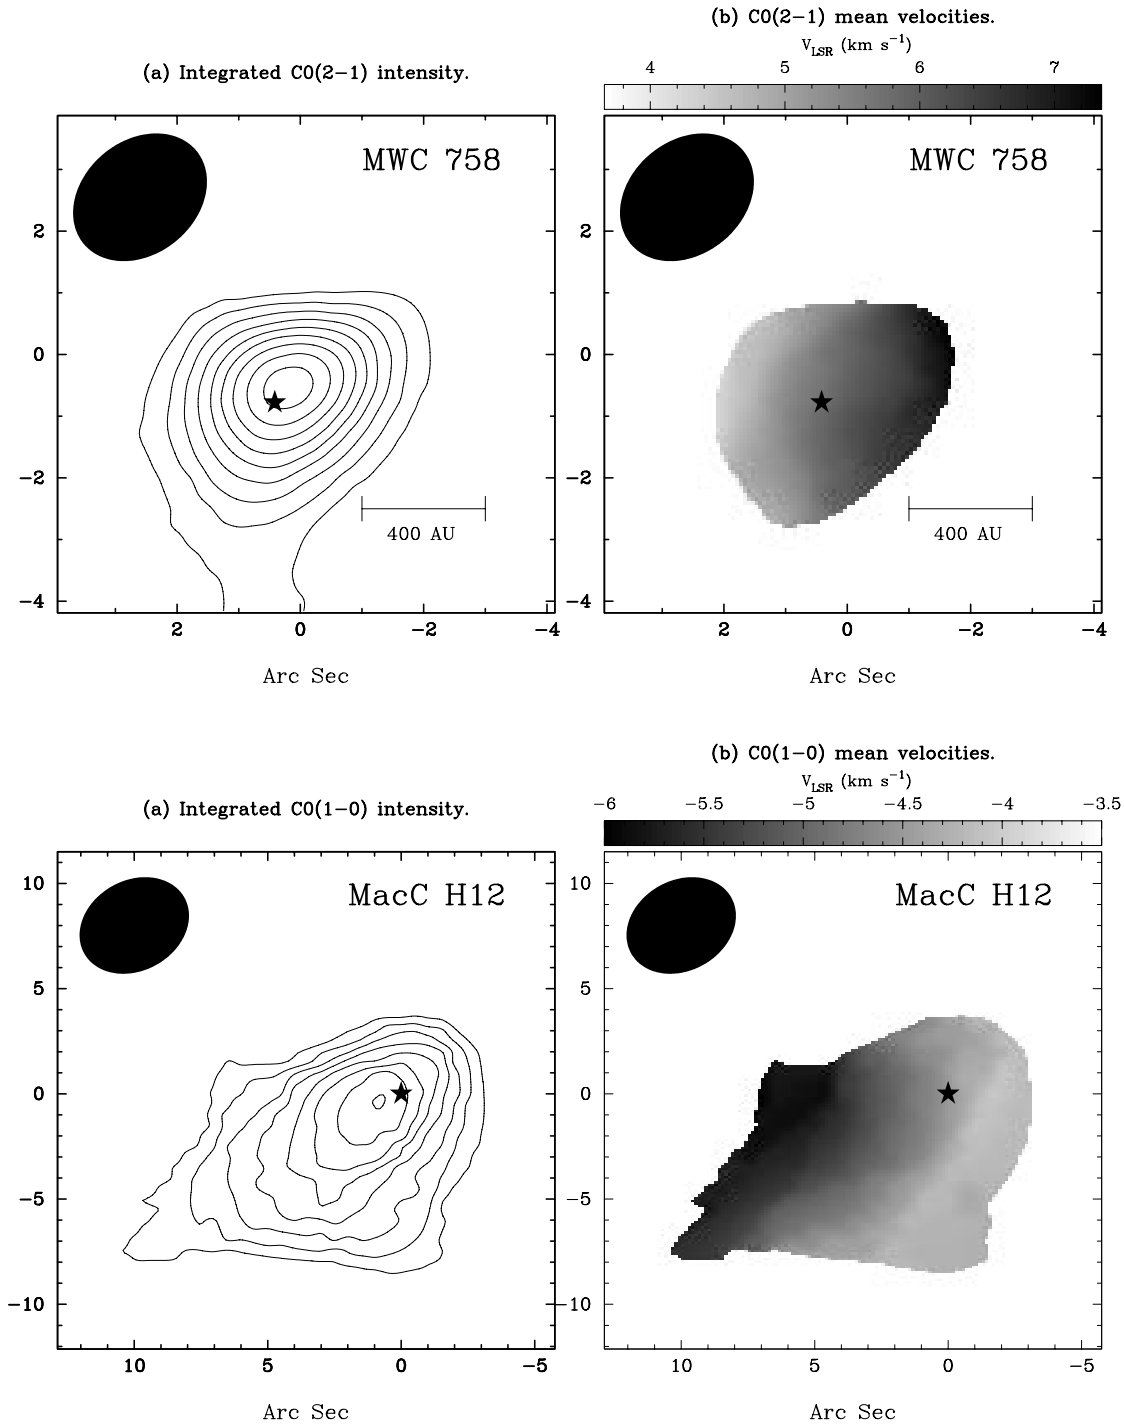 (b) CO(2−1) mean velocities.
V_LSR (km s⁻¹)
(a) Integrated CO(2−1) intensity.
4 5 6 7
MWC 758 MWC 758
2 2
0 0
−2 −2
400 AU 400 AU
−4 −4
2 0 −2 −4 2 0 −2 −4
Arc Sec Arc Sec
(b) CO(1−0) mean velocities.
V_LSR (km s⁻¹)
(a) Integrated CO(1−0) intensity.
−6 −5.5 −5 −4.5 −4 −3.5
MacC H12 MacC H12
10 10
5 5
0 0
−5 −5
−10 −10
10 5 0 −5 10 5 0 −5
Arc Sec Arc Sec